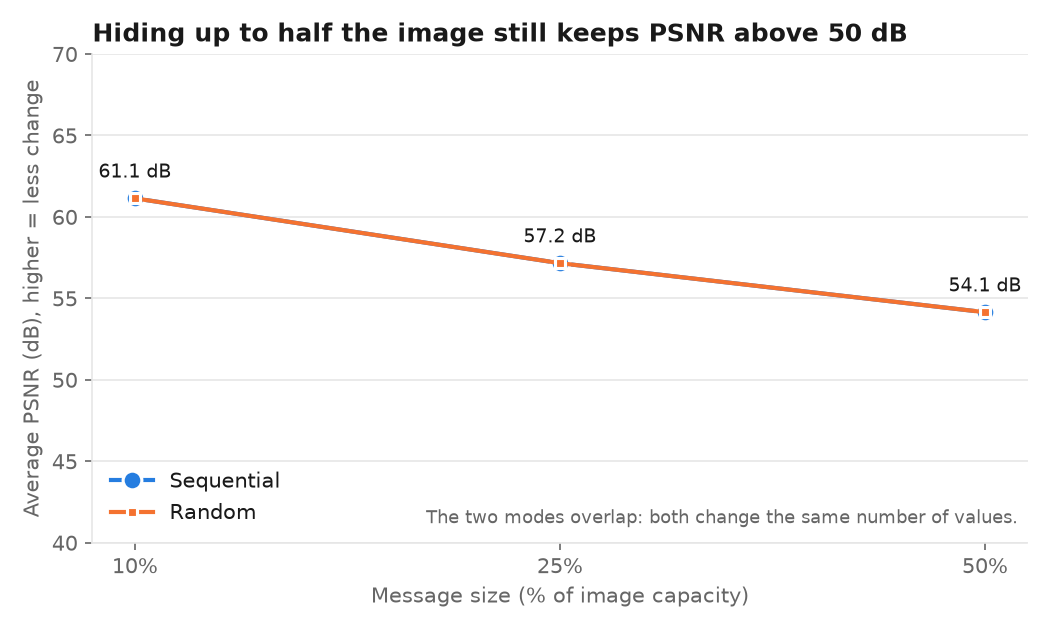 Hiding up to half the image still keeps PSNR above 50 dB
Average PSNR (dB), higher = less change
70
65
60
55
50
45
40
61.1 dB
57.2 dB
54.1 dB
Sequential
Random
The two modes overlap: both change the same number of values.
10%
25%
50%
Message size (% of image capacity)